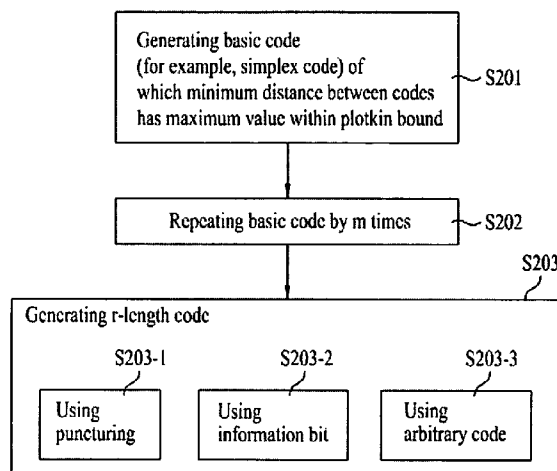 Generating basic code
(for example, simplex code) of
which minimum distance between codes
has maximum value within plotkin bound
S201
Repeating basic code by m times
S202
S203
Generating r-length code
S203-1
S203-2
S203-3
Using
puncturing
Using
information bit
Using
arbitrary code